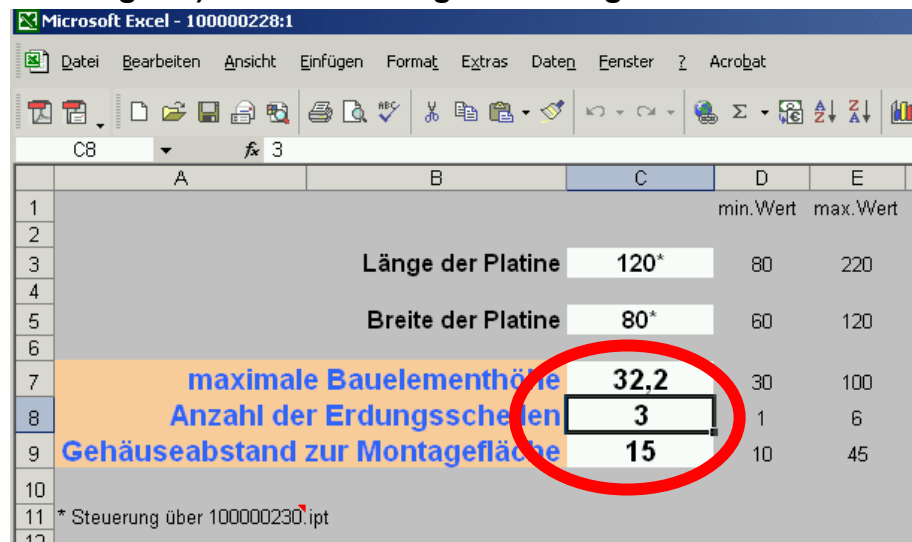 Microsoft Excel - 100000228:1
Datei Bearbeiten Ansicht Einfügen Format Extras Daten Fenster ? Acrobat
C8 fx 3
A B C D E
1 min.Wert max.Wert
2
3 Länge der Platine 120* 80 220
4
5 Breite der Platine 80* 60 120
6
7 maximale Bauelementhöhe 32,2 30 100
8 Anzahl der Erdungsschellen 3 1 6
9 Gehäuseabstand zur Montagefläche 15 10 45
10
11 * Steuerung über 100000230.ipt